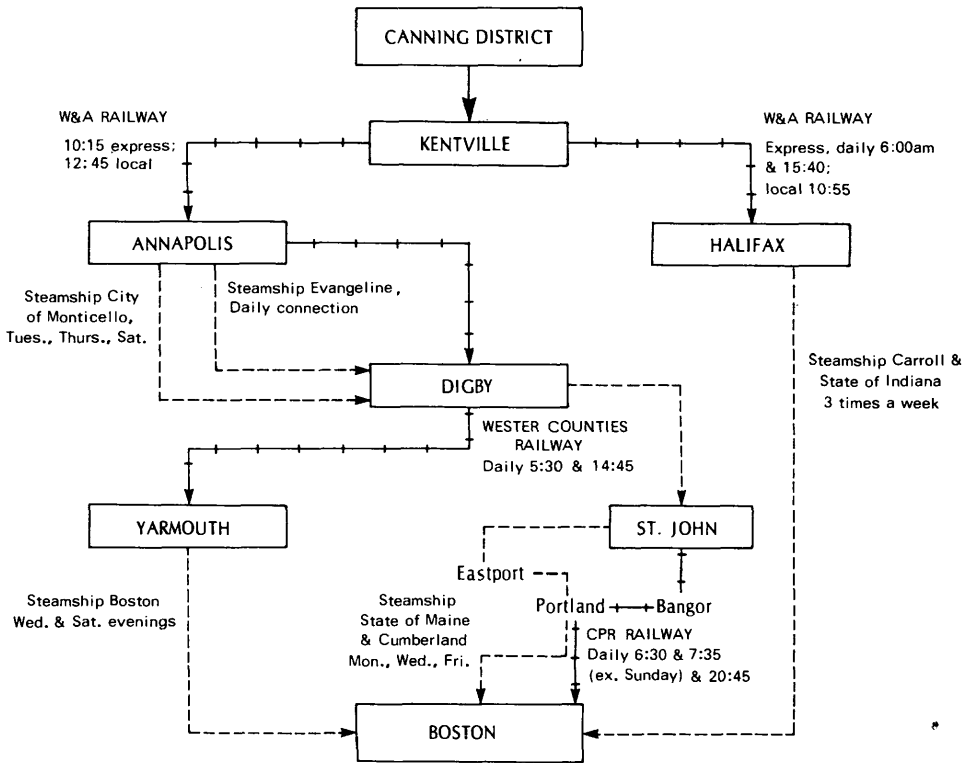 CANNING DISTRICT
W&A RAILWAY
10:15 express;
12:45 local
KENTVILLE
W&A RAILWAY
Express, daily 6:00am
& 15:40;
local 10:55
ANNAPOLIS
HALIFAX
Steamship City
of Monticello,
Tues., Thurs., Sat.
Steamship Evangeline,
Daily connection
DIGBY
Steamship Carroll &
State of Indiana
3 times a week
WESTER COUNTIES
RAILWAY
Daily 5:30 & 14:45
YARMOUTH
ST. JOHN
Eastport
Steamship Boston
Wed. & Sat. evenings
Steamship
State of Maine
& Cumberland
Mon., Wed., Fri.
Portland Bangor
CPR RAILWAY
Daily 6:30 & 7:35
(ex. Sunday) & 20:45
BOSTON